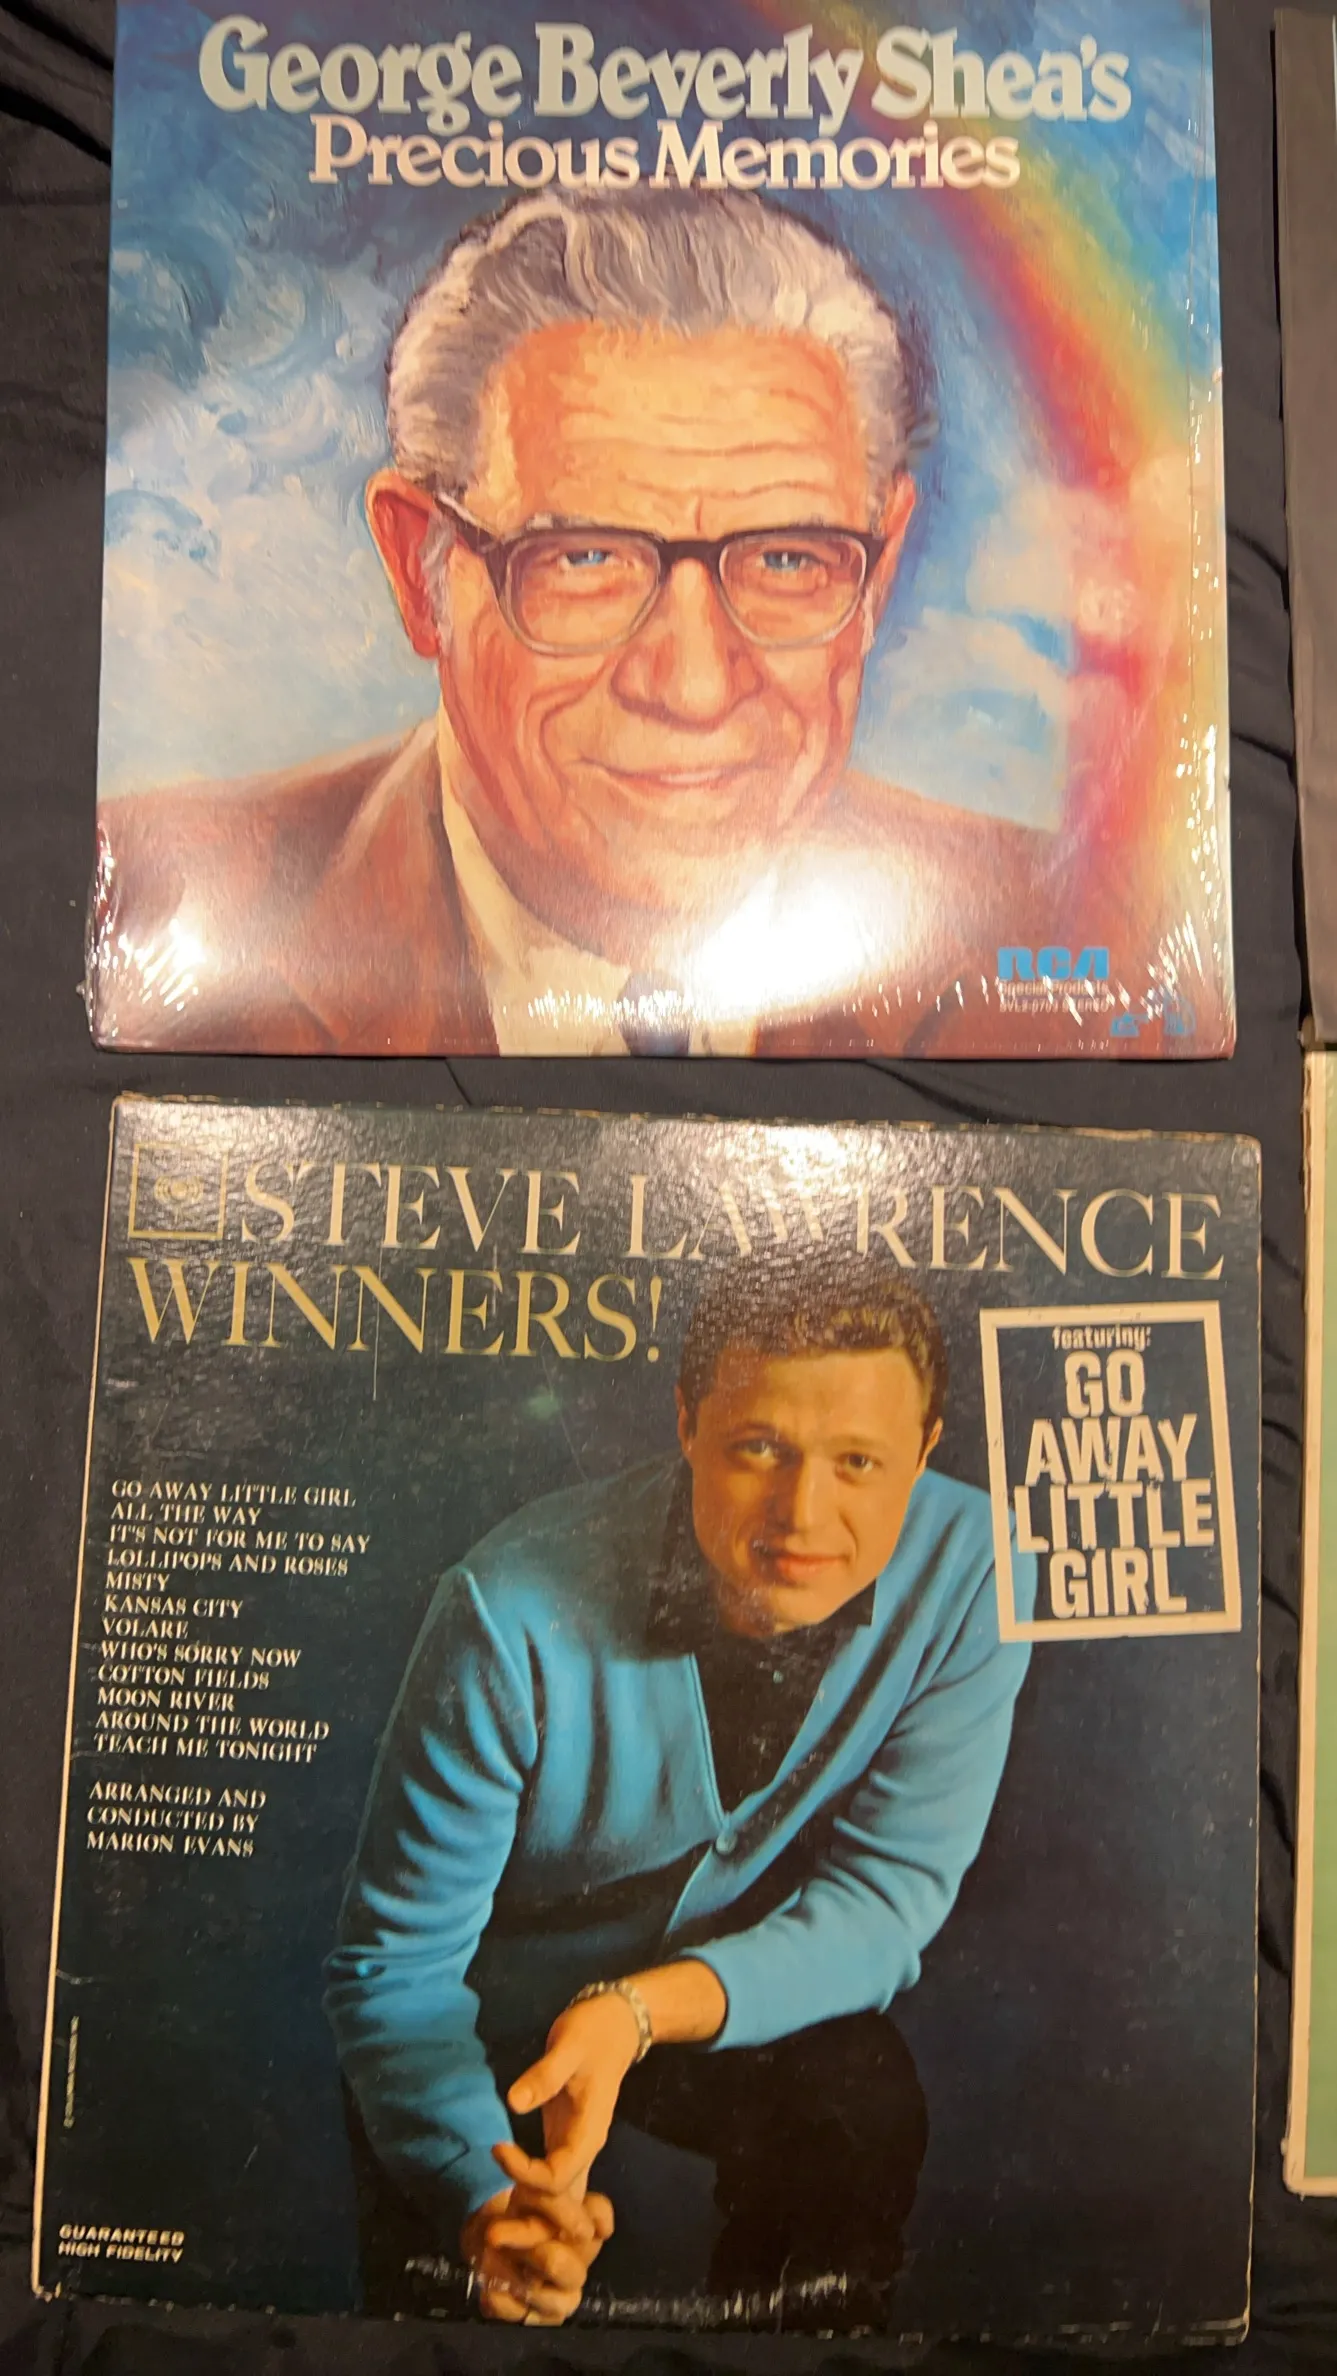 George Beverly Shea's
Precious Memories
RCA
Special Products
STEVE LAWRENCE
WINNERS!
featuring:
GO
AWAY
LITTLE
GIRL
GO AWAY LITTLE GIRL
ALL THE WAY
IT'S NOT FOR ME TO SAY
LOLLIPOPS AND ROSES
MISTY
KANSAS CITY
VOLARE
WHO'S SORRY NOW
COTTON FIELDS
MOON RIVER
AROUND THE WORLD
TEACH ME TONIGHT
ARRANGED AND
CONDUCTED BY
MARION EVANS
GUARANTEED
HIGH FIDELITY